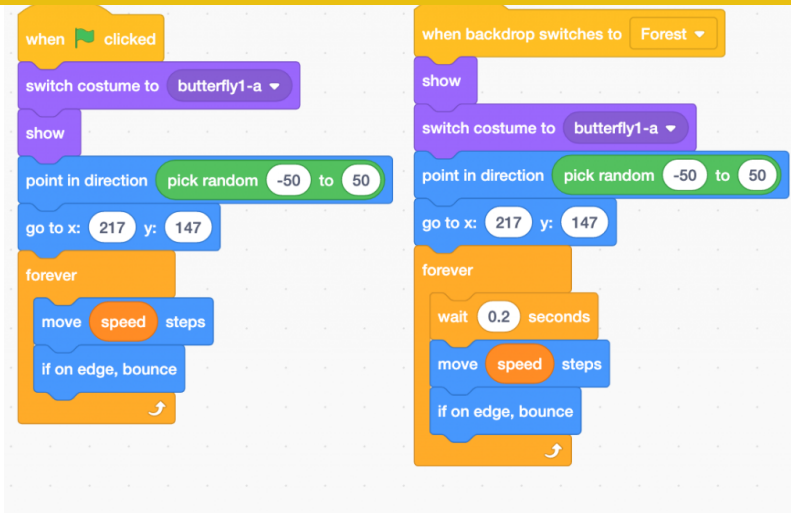 when clicked
switch costume to butterfly1-a
show
point in direction pick random -50 to 50
go to x: 217 y: 147
forever
move speed steps
if on edge, bounce
when backdrop switches to Forest
show
switch costume to butterfly1-a
point in direction pick random -50 to 50
go to x: 217 y: 147
forever
wait 0.2 seconds
move speed steps
if on edge, bounce